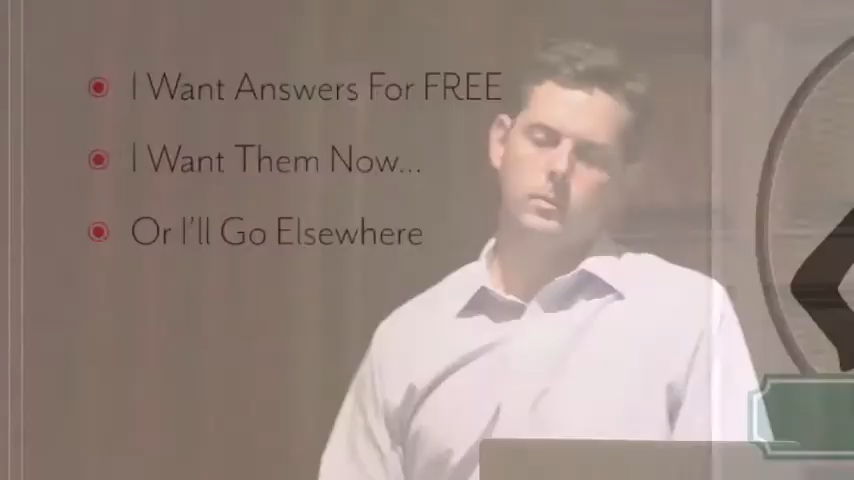 I Want Answers For FREE
I Want Them Now...
Or I'll Go Elsewhere